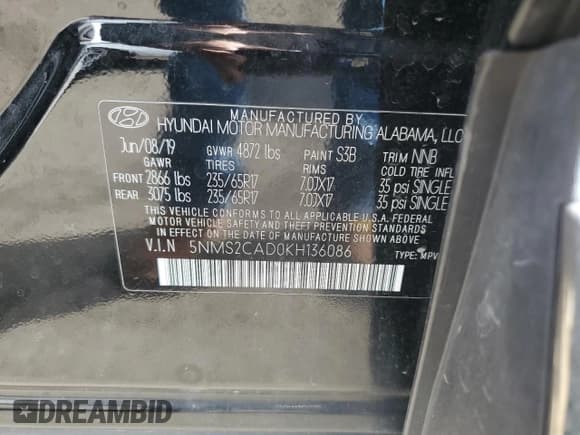 MANUFACTURED BY
HYUNDAI MOTOR MANUFACTURING ALABAMA, LLC
Jun/08/19 GVWR 4872 lbs PAINT S3B TRIM NNB
GAWR TIRES RIMS COLD TIRE INFL
FRONT 2866 lbs 235/65R17 7.0JX17 35 psi SINGLE
REAR 3075 lbs 235/65R17 7.0JX17 35 psi SINGLE
THIS VEHICLE CONFORMS TO ALL APPLICABLE U.S.A. FEDERAL
MOTOR VEHICLE SAFETY AND THEFT PREVENTION STANDARDS
IN EFFECT ON THE DATE OF MANUFACTURE SHOWN ABOVE.
V.I.N 5NMS2CAD0KH136086
TYPE: MPV
DREAMBID